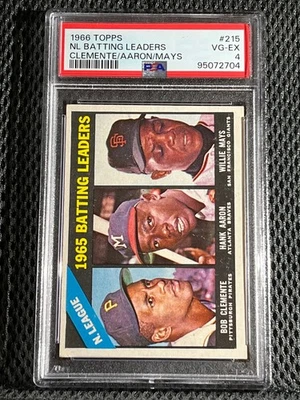 1966 TOPPS #215
NL BATTING LEADERS VG-EX
CLEMENTE/AARON/MAYS 4
PSA 95072704
N. LEAGUE
1965 BATTING LEADERS
BOB CLEMENTE
PITTSBURGH PIRATES
HANK AARON
ATLANTA BRAVES
WILLIE MAYS
SAN FRANCISCO GIANTS
P
M
SF